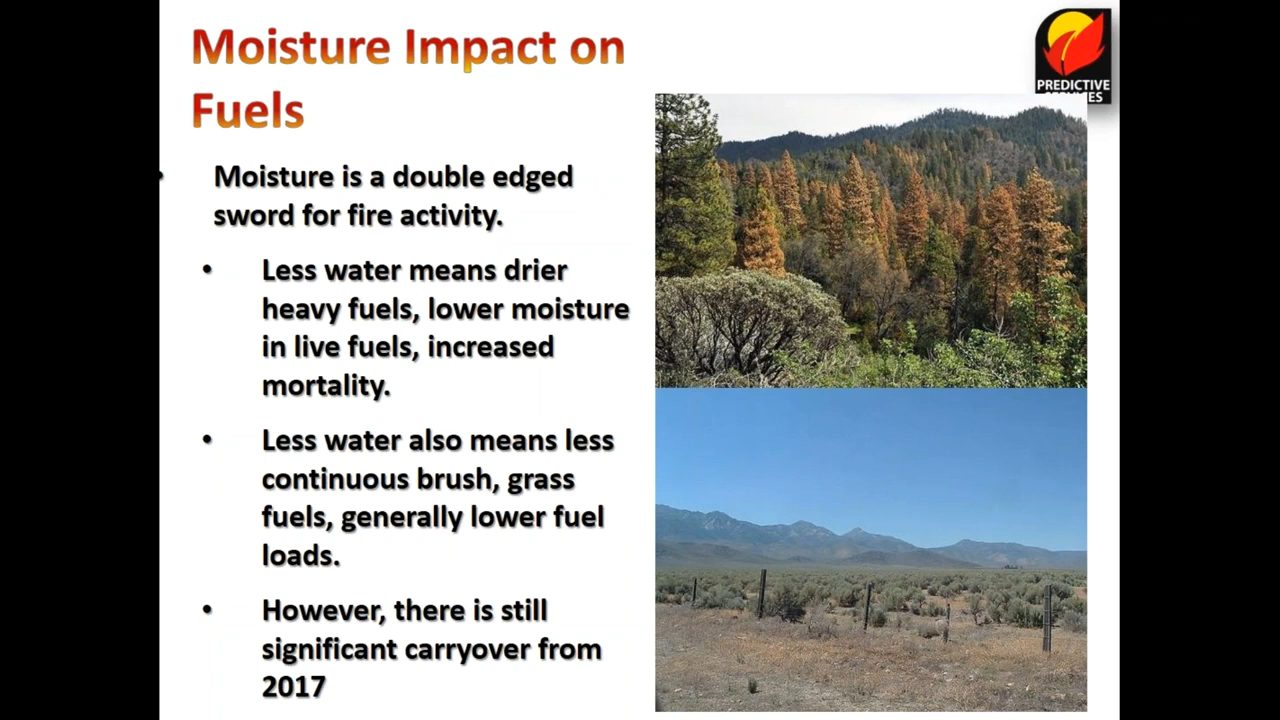 Moisture Impact on
Fuels
PREDICTIVE
• Moisture is a double edged
sword for fire activity.
• Less water means drier
heavy fuels, lower moisture
in live fuels, increased
mortality.
• Less water also means less
continuous brush, grass
fuels, generally lower fuel
loads.
• However, there is still
significant carryover from
2017